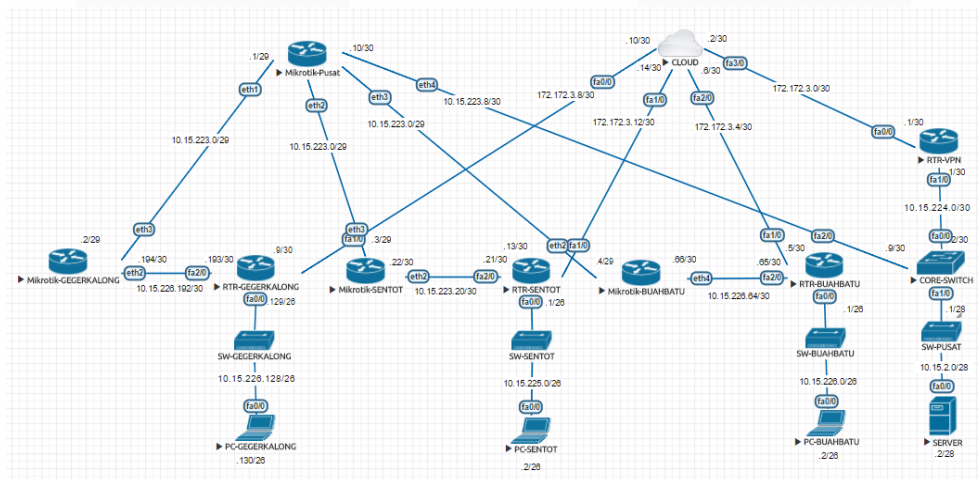 .10/30
.2/30
.1/29
.10/30
Mikrotik-Pusat
CLOUD
.14/30
.6/30
fa3/0
eth1
eth2
eth3
eth4
fa0/0
172.172.3.0/30
10.15.223.8/30
172.172.3.8/30
fa1/0
fa2/0
10.15.223.0/29
172.172.3.12/30
172.172.3.4/30
.1/30
fa0/0
10.15.223.0/29
10.15.223.0/29
RTR-VPN
.1/30
fa1/0
10.15.224.0/30
eth3
eth3
fa1/0
.3/29
eth2
fa1/0
fa1/0
fa2/0
fa0/0
.2/30
.2/29
.194/30
.193/30
.9/30
.13/30
.21/30
.22/30
.4/29
.66/30
.65/30
.5/30
.9/30
Mikrotik-GEGERKALONG
eth2
fa2/0
RTR-GEGERKALONG
Mikrotik-SENTOT
eth2
fa2/0
RTR-SENTOT
Mikrotik-BUAHBATU
eth4
fa2/0
RTR-BUAHBATU
CORE-SWITCH
10.15.226.192/30
10.15.223.20/30
10.15.226.64/30
fa0/0
.129/26
fa0/0
.1/26
fa0/0
.1/26
fa1/0
.1/28
SW-GEGERKALONG
SW-SENTOT
SW-BUAHBATU
SW-PUSAT
10.15.226.128/26
10.15.225.0/26
10.15.226.0/26
10.15.2.0/28
fa0/0
fa0/0
fa0/0
fa0/0
PC-GEGERKALONG
PC-SENTOT
PC-BUAHBATU
SERVER
.130/26
.2/26
.2/26
.2/28